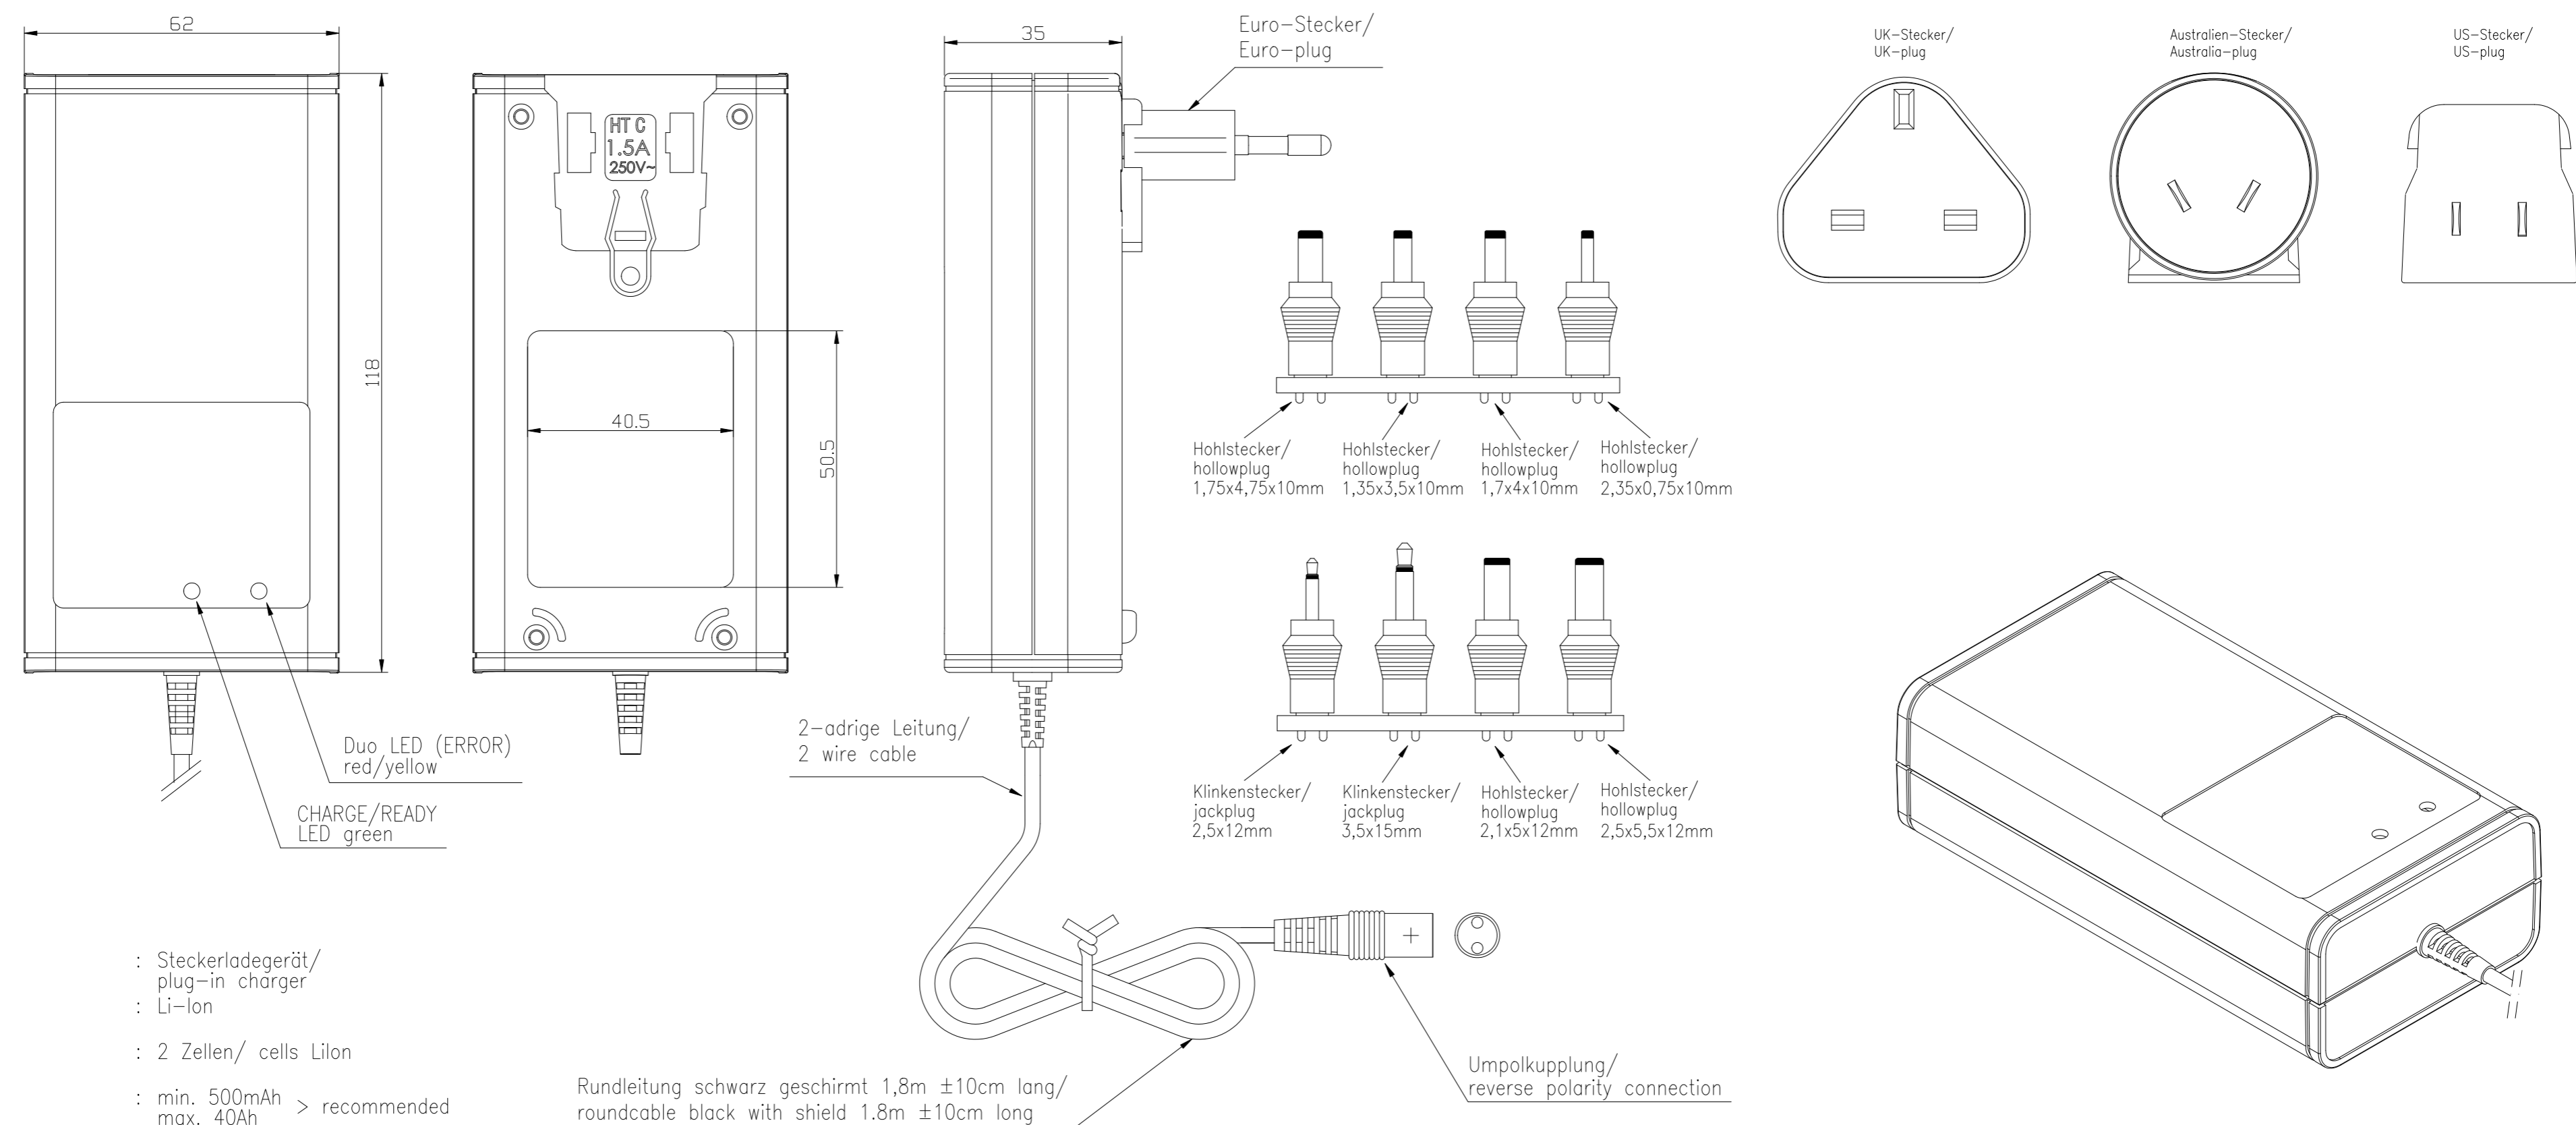 62
118
Duo LED (ERROR)
red/yellow
CHARGE/READY
LED green
HT C
1.5A
250V~
40.5
50.5
35
Euro-Stecker/
Euro-plug
UK-Stecker/
UK-plug
Australien-Stecker/
Australia-plug
US-Stecker/
US-plug
Hohlstecker/
hollowplug
1,75x4,75x10mm
Hohlstecker/
hollowplug
1,35x3,5x10mm
Hohlstecker/
hollowplug
1,7x4x10mm
Hohlstecker/
hollowplug
2,35x0,75x10mm
Klinkenstecker/
jackplug
2,5x12mm
Klinkenstecker/
jackplug
3,5x15mm
Hohlstecker/
hollowplug
2,1x5x12mm
Hohlstecker/
hollowplug
2,5x5,5x12mm
2-adrige Leitung/
2 wire cable
+
Umpolkupplung/
reverse polarity connection
Rundleitung schwarz geschirmt 1,8m ±10cm lang/
roundcable black with shield 1.8m ±10cm long
: Steckerladegerät/
plug-in charger
: Li-Ion
: 2 Zellen/ cells LiIon
: min. 500mAh
max. 40Ah > recommended